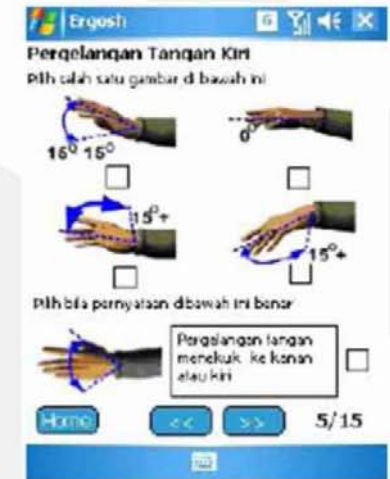 Ergosh
Pergelangan Tangan Kiri
Pilih salah satu gambar di bawah ini
15° 15°
0°
15°+
15°+
Pilih bila pernyataan dibawah ini benar
Pergelangan tangan
menekuk ke kanan
atau kiri
Home << >> 5/15